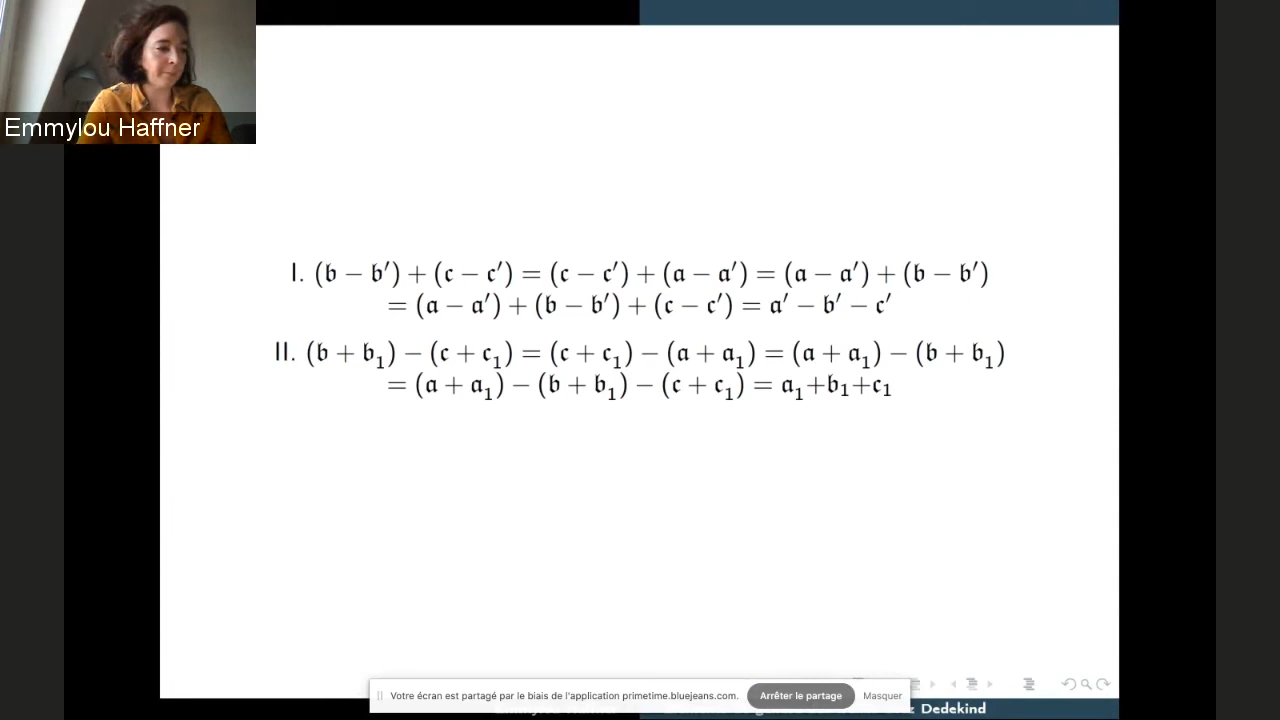 Emmylou Haffner
I. (𝔟 − 𝔟′) + (𝔠 − 𝔠′) = (𝔠 − 𝔠′) + (𝔞 − 𝔞′) = (𝔞 − 𝔞′) + (𝔟 − 𝔟′)
= (𝔞 − 𝔞′) + (𝔟 − 𝔟′) + (𝔠 − 𝔠′) = 𝔞′ − 𝔟′ − 𝔠′
II. (𝔟 + 𝔟₁) − (𝔠 + 𝔠₁) = (𝔠 + 𝔠₁) − (𝔞 + 𝔞₁) = (𝔞 + 𝔞₁) − (𝔟 + 𝔟₁)
= (𝔞 + 𝔞₁) − (𝔟 + 𝔟₁) − (𝔠 + 𝔠₁) = 𝔞₁+𝔟₁+𝔠₁
Votre écran est partagé par le biais de l'application primetime.bluejeans.com. Arrêter le partage Masquer
Dedekind